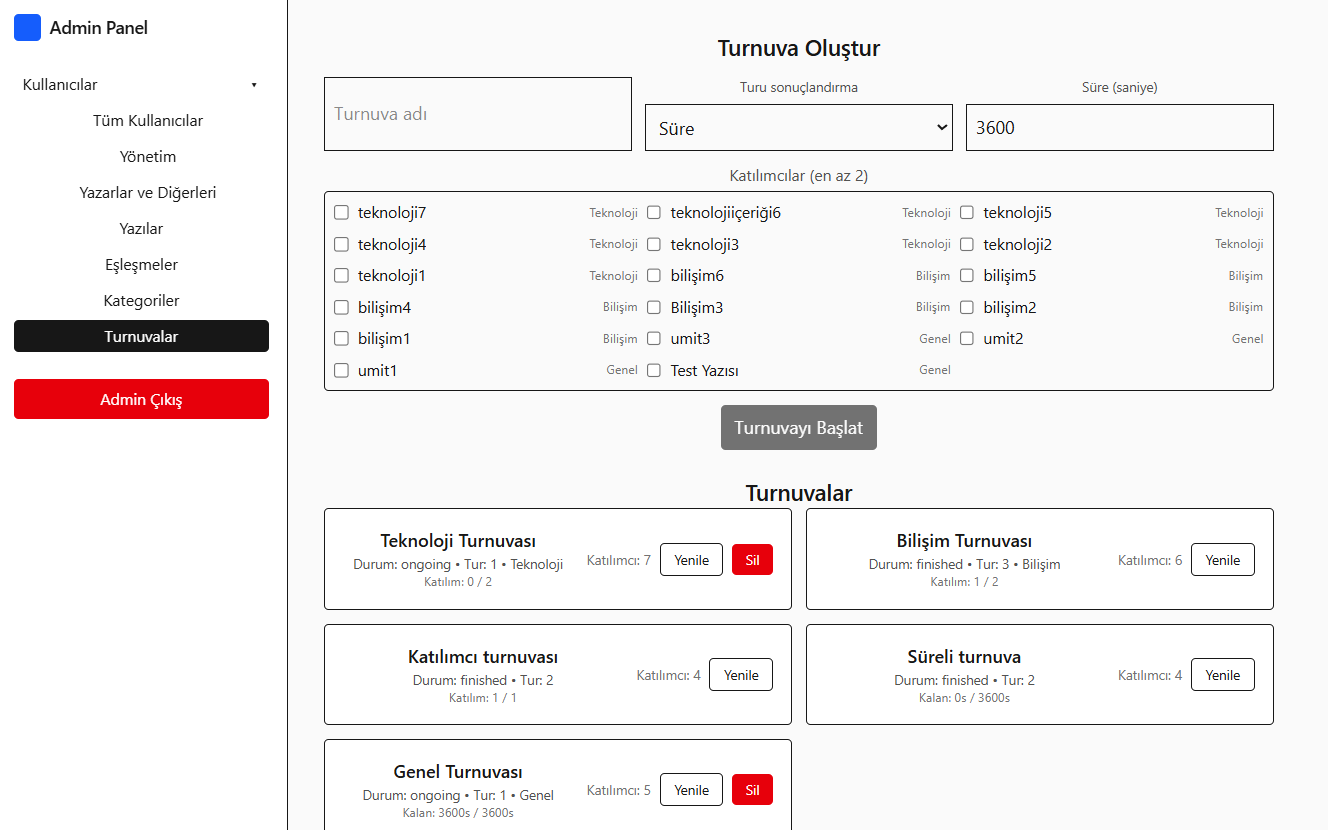 Admin Panel
Kullanıcılar ▾
Tüm Kullanıcılar
Yönetim
Yazarlar ve Diğerleri
Yazılar
Eşleşmeler
Kategoriler
Turnuvalar
Admin Çıkış
Turnuva Oluştur
Turnuva adı
Turu sonuçlandırma
Süre
Süre (saniye)
3600
Katılımcılar (en az 2)
teknoloji7 Teknoloji teknolojiiçeriği6 Teknoloji teknoloji5 Teknoloji
teknoloji4 Teknoloji teknoloji3 Teknoloji teknoloji2 Teknoloji
teknoloji1 Teknoloji bilişim6 Bilişim bilişim5 Bilişim
bilişim4 Bilişim Bilişim3 Bilişim bilişim2 Bilişim
bilişim1 Bilişim umit3 Genel umit2 Genel
umit1 Genel Test Yazısı Genel
Turnuvayı Başlat
Turnuvalar
Teknoloji Turnuvası
Durum: ongoing • Tur: 1 • Teknoloji
Katılım: 0 / 2
Katılımcı: 7 Yenile Sil
Bilişim Turnuvası
Durum: finished • Tur: 3 • Bilişim
Katılım: 1 / 2
Katılımcı: 6 Yenile
Katılımcı turnuvası
Durum: finished • Tur: 2
Katılım: 1 / 1
Katılımcı: 4 Yenile
Süreli turnuva
Durum: finished • Tur: 2
Kalan: 0s / 3600s
Katılımcı: 4 Yenile
Genel Turnuvası
Durum: ongoing • Tur: 1 • Genel
Kalan: 3600s / 3600s
Katılımcı: 5 Yenile Sil